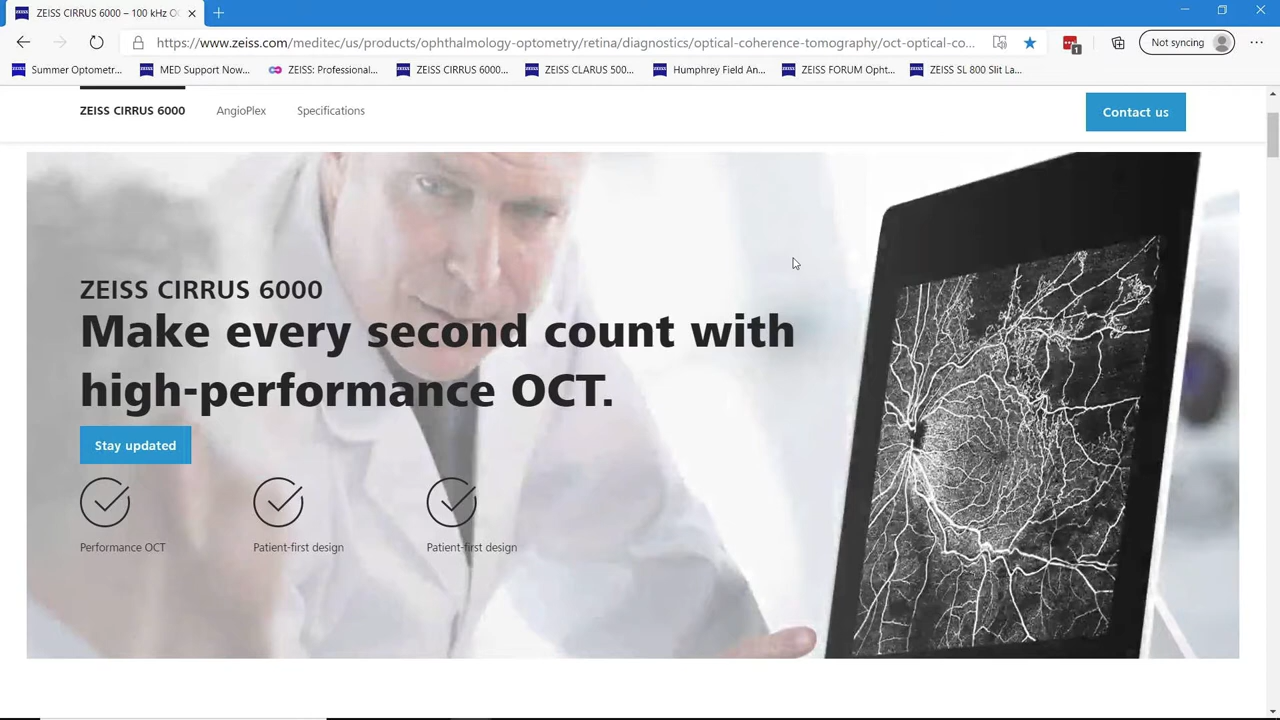 ZEISS CIRRUS 6000 – 100 kHz OC
https://www.zeiss.com/meditec/us/products/ophthalmology-optometry/retina/diagnostics/optical-coherence-tomography/oct-optical-co...
1
Not syncing
Summer Optometr...
MED Support Now...
ZEISS: Professional...
ZEISS CIRRUS 6000...
ZEISS CLARUS 500...
Humphrey Field An...
ZEISS FORUM Opht...
ZEISS SL 800 Slit La...
ZEISS CIRRUS 6000
AngioPlex
Specifications
Contact us
ZEISS CIRRUS 6000
Make every second count with
high-performance OCT.
Stay updated
Performance OCT
Patient-first design
Patient-first design